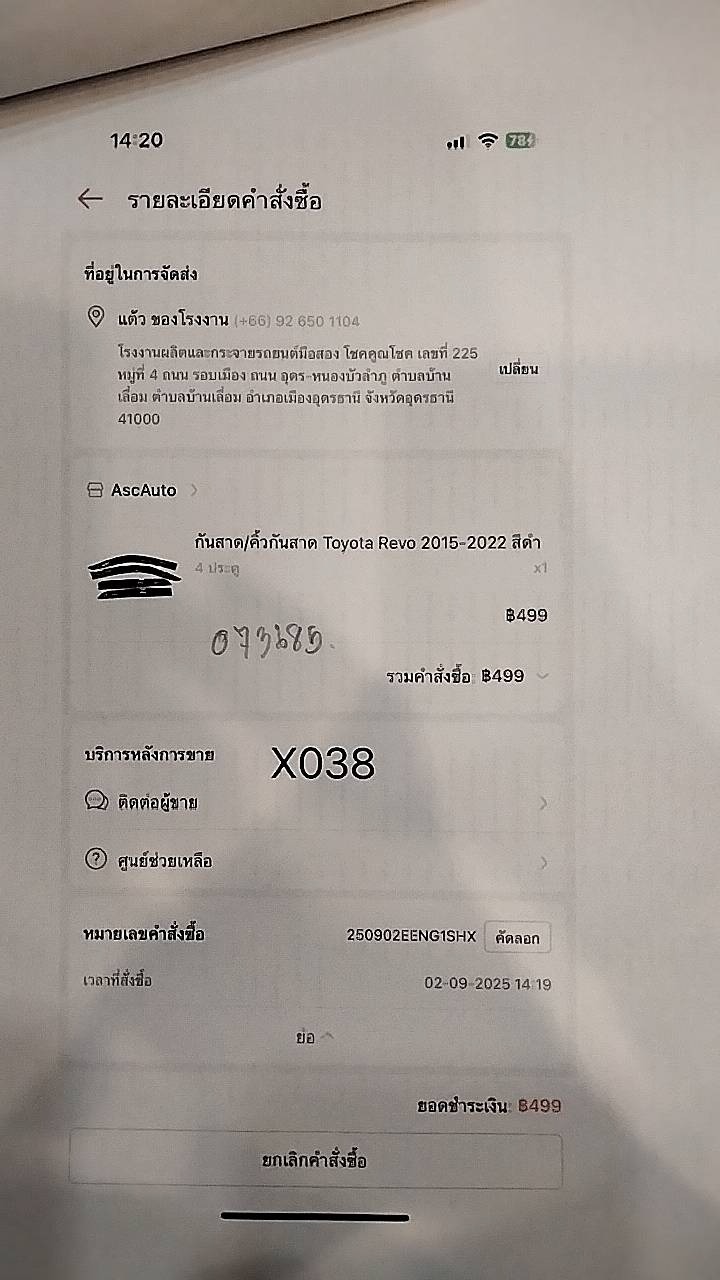 14:20
78
รายละเอียดคำสั่งซื้อ
ที่อยู่ในการจัดส่ง
แต้ว ของโรงงาน (+66) 92 650 1104
โรงงานผลิตและกระจายรถยนต์มือสอง โชคคูณโชค เลขที่ 225
หมู่ที่ 4 ถนน รอบเมือง ถนน อุดร-หนองบัวลำภู ตำบลบ้าน
เลื่อม ตำบลบ้านเลื่อม อำเภอเมืองอุดรธานี จังหวัดอุดรธานี
41000
เปลี่ยน
AscAuto
กันสาด/คิ้วกันสาด Toyota Revo 2015-2022 สีดำ
4 ประตู
x1
฿499
073685.
รวมคำสั่งซื้อ ฿499
บริการหลังการขาย
X038
ติดต่อผู้ขาย
ศูนย์ช่วยเหลือ
หมายเลขคำสั่งซื้อ 250902EENG1SHX คัดลอก
เวลาที่สั่งซื้อ 02-09-2025 14:19
ย่อ
ยอดชำระเงิน: ฿499
ยกเลิกคำสั่งซื้อ